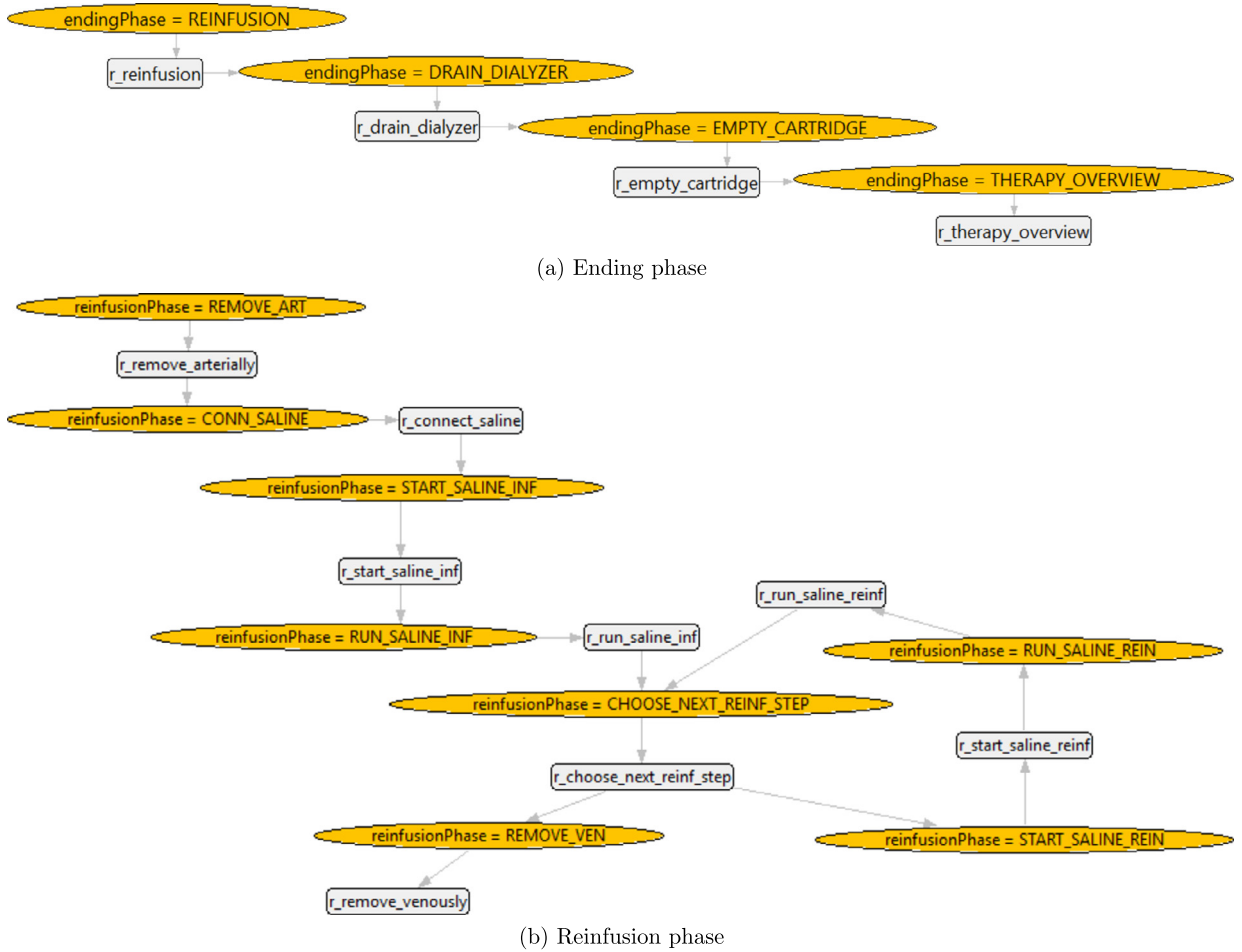 endingPhase = REINFUSION
r_reinfusion
endingPhase = DRAIN_DIALYZER
r_drain_dialyzer
endingPhase = EMPTY_CARTRIDGE
r_empty_cartridge
endingPhase = THERAPY_OVERVIEW
r_therapy_overview
(a) Ending phase
reinfusionPhase = REMOVE_ART
r_remove_arterially
reinfusionPhase = CONN_SALINE
r_connect_saline
reinfusionPhase = START_SALINE_INF
r_start_saline_inf
r_run_saline_reinf
reinfusionPhase = RUN_SALINE_INF
r_run_saline_inf
reinfusionPhase = RUN_SALINE_REIN
reinfusionPhase = CHOOSE_NEXT_REINF_STEP
r_start_saline_reinf
r_choose_next_reinf_step
reinfusionPhase = REMOVE_VEN
reinfusionPhase = START_SALINE_REIN
r_remove_venously
(b) Reinfusion phase